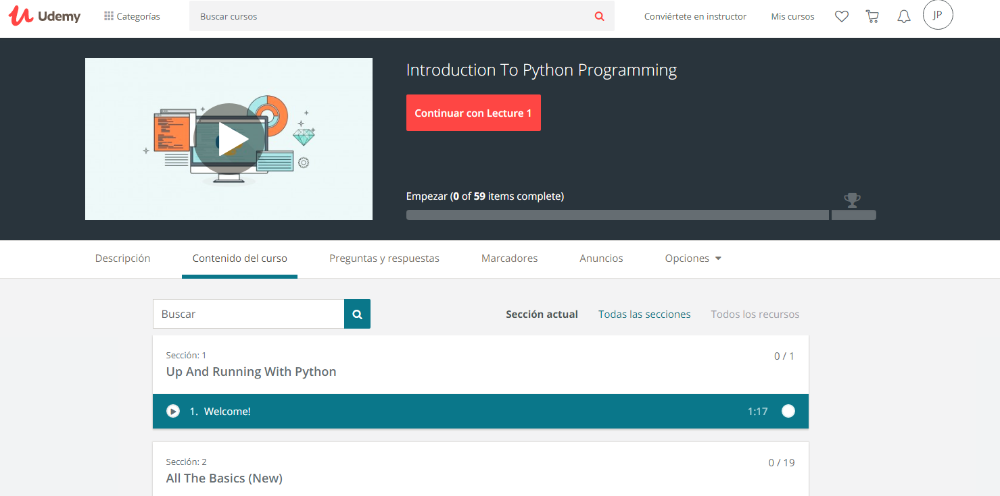 Udemy
Categorías
Buscar cursos
Conviértete en instructor
Mis cursos
JP
Introduction To Python Programming
Continuar con Lecture 1
Empezar (0 of 59 items complete)
Descripción
Contenido del curso
Preguntas y respuestas
Marcadores
Anuncios
Opciones
Buscar
Sección actual
Todas las secciones
Todos los recursos
Sección: 1
0 / 1
Up And Running With Python
1. Welcome!
1:17
Sección: 2
0 / 19
All The Basics (New)